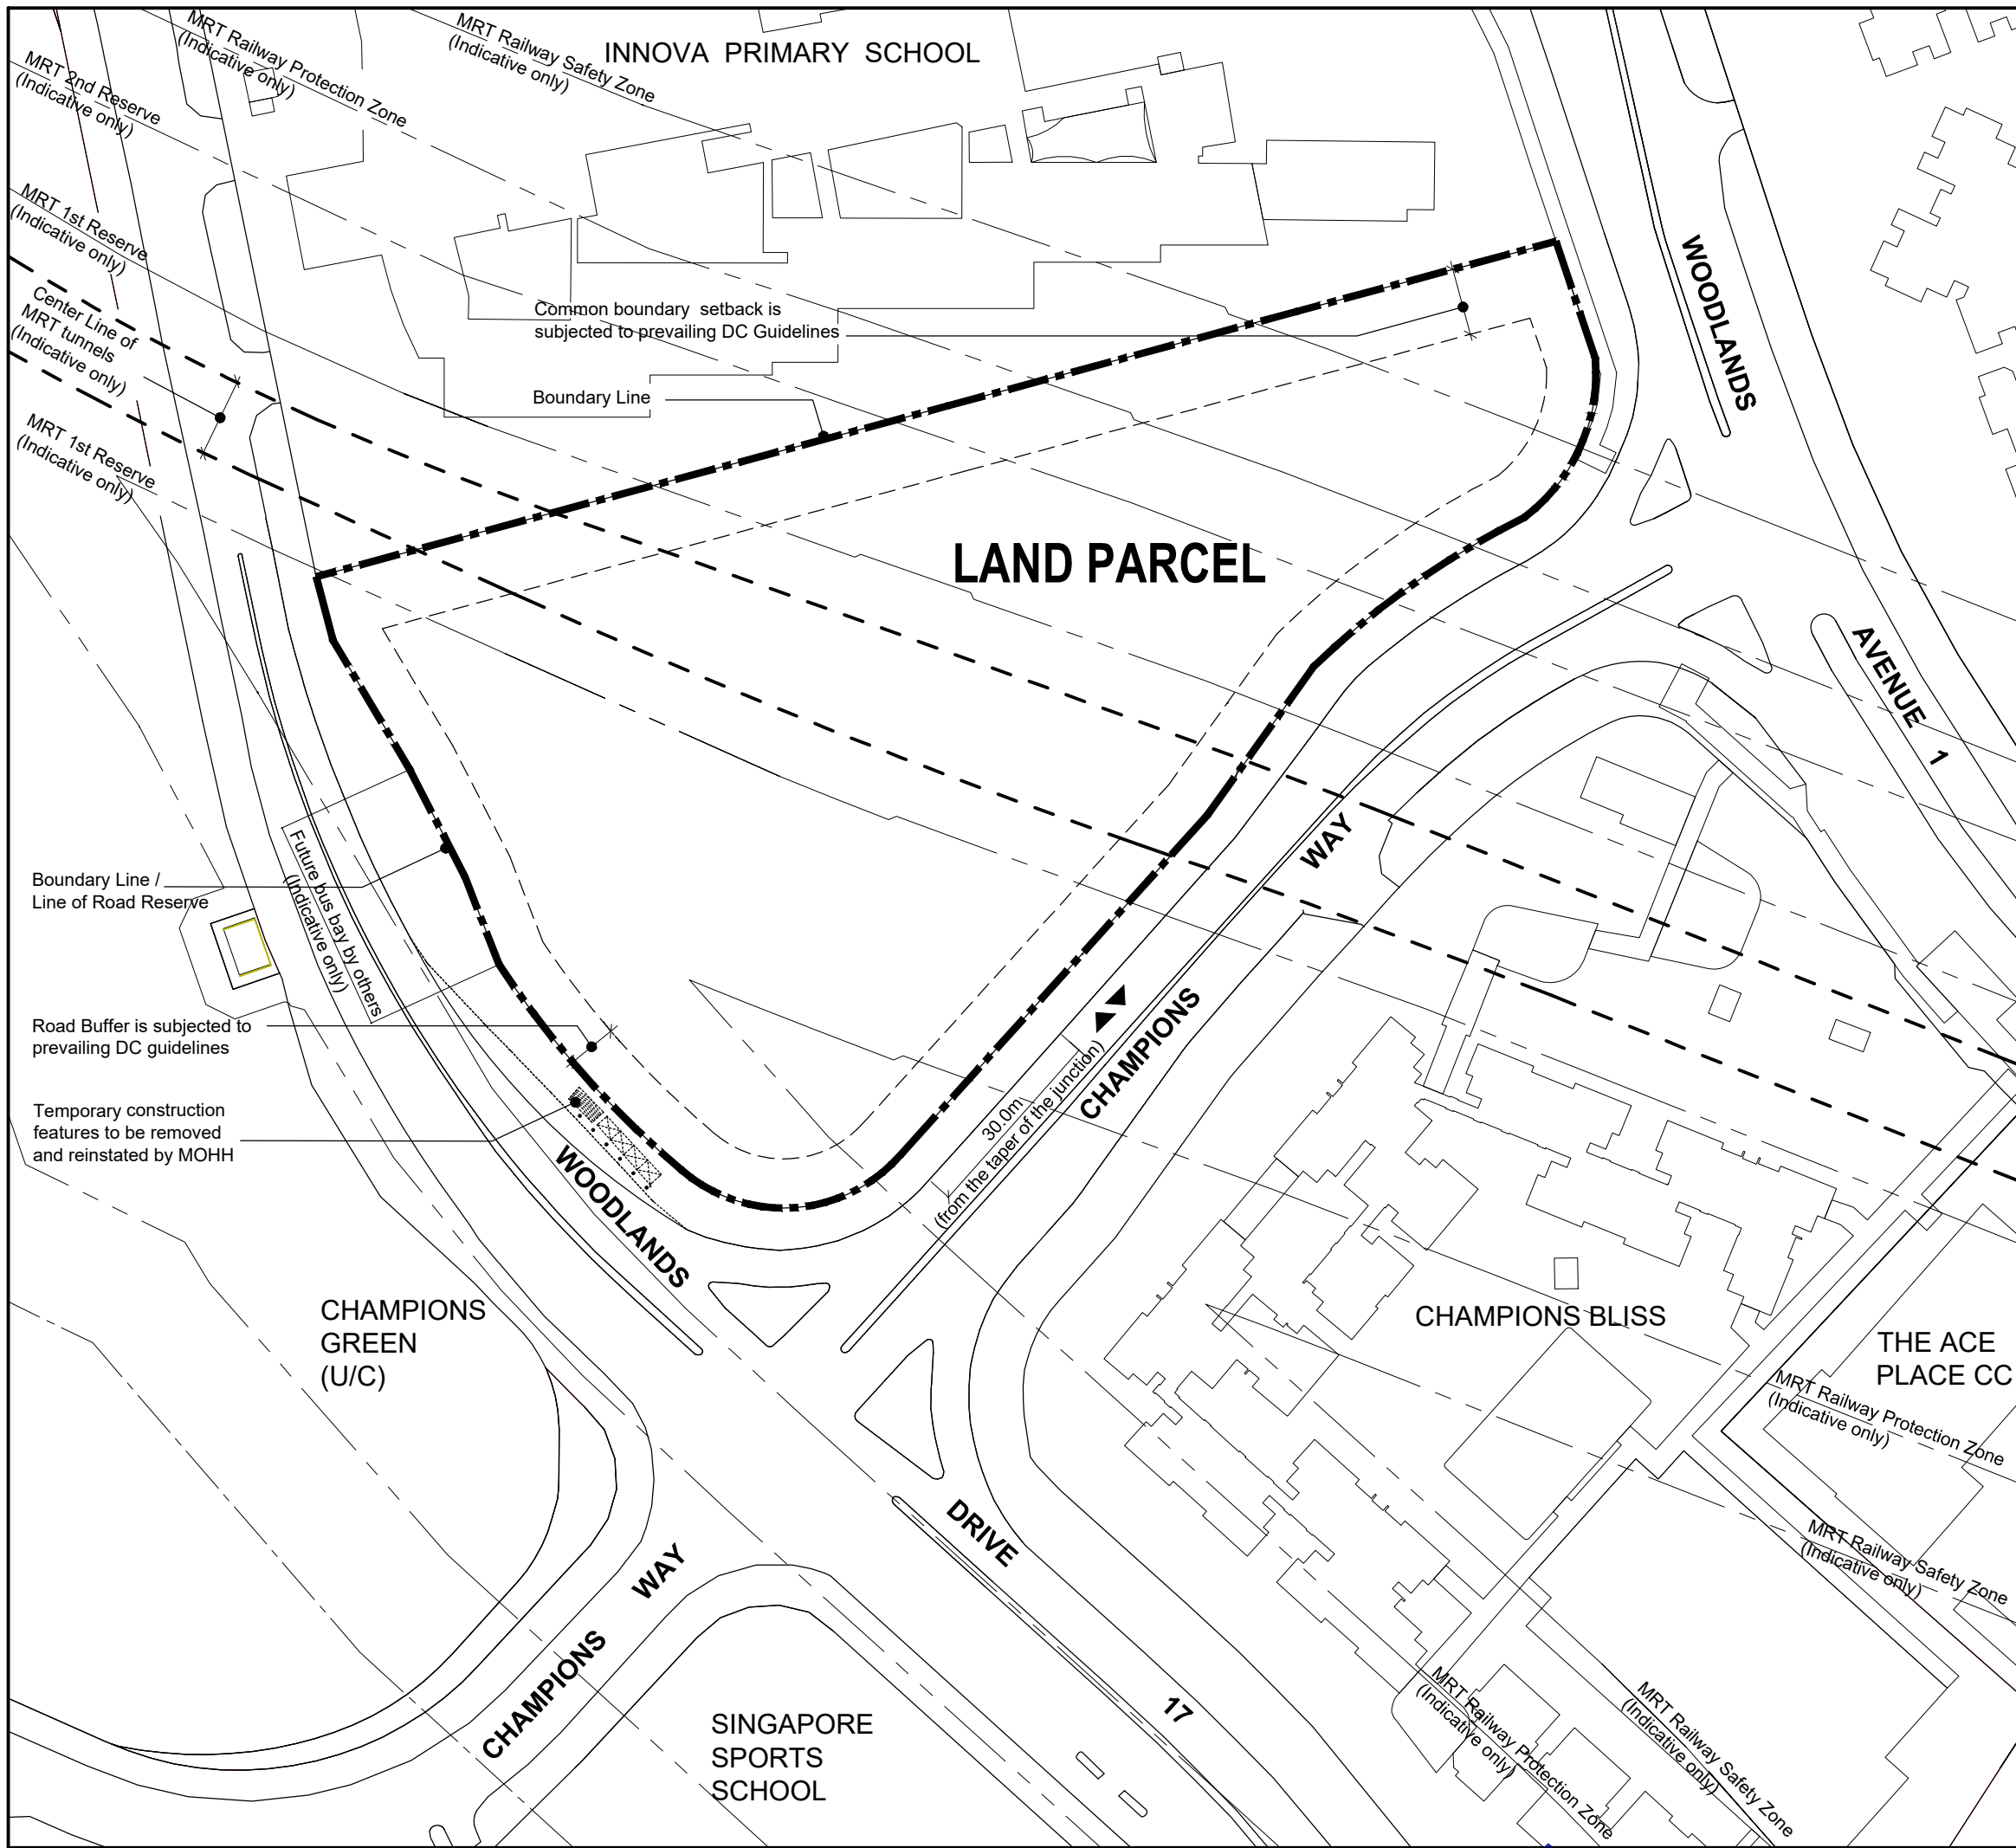 MRT Railway Protection Zone
(Indicative only)
MRT Railway Safety Zone
(Indicative only)
INNOVA PRIMARY SCHOOL
MRT 2nd Reserve
(Indicative only)
MRT 1st Reserve
(Indicative only)
Center Line of
MRT tunnels
(Indicative only)
MRT 1st Reserve
(Indicative only)
Common boundary setback is
subjected to prevailing DC Guidelines
Boundary Line
WOODLANDS
AVENUE 1
LAND PARCEL
Boundary Line /
Line of Road Reserve
Future bus bay by others
(Indicative only)
Road Buffer is subjected to
prevailing DC guidelines
Temporary construction
features to be removed
and reinstated by MOHH
WAY
CHAMPIONS
30.0m
(from the taper of the junction)
WOODLANDS
DRIVE
17
CHAMPIONS
GREEN
(U/C)
CHAMPIONS BLISS
THE ACE
PLACE CC
MRT Railway Protection Zone
(Indicative only)
MRT Railway Safety Zone
(Indicative only)
WAY
CHAMPIONS
SINGAPORE
SPORTS
SCHOOL
MRT Railway Protection Zone
(Indicative only)
MRT Railway Safety Zone
(Indicative only)